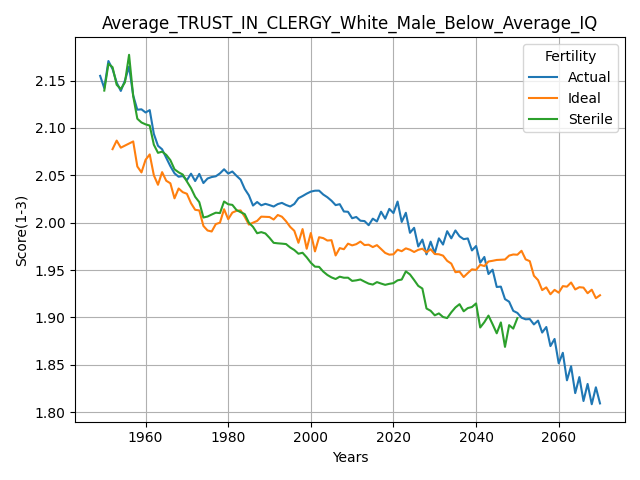 Average_TRUST_IN_CLERGY_White_Male_Below_Average_IQ
Fertility
Actual
Ideal
Sterile
Score(1-3)
2.15
2.10
2.05
2.00
1.95
1.90
1.85
1.80
1960
1980
2000
2020
2040
2060
Years